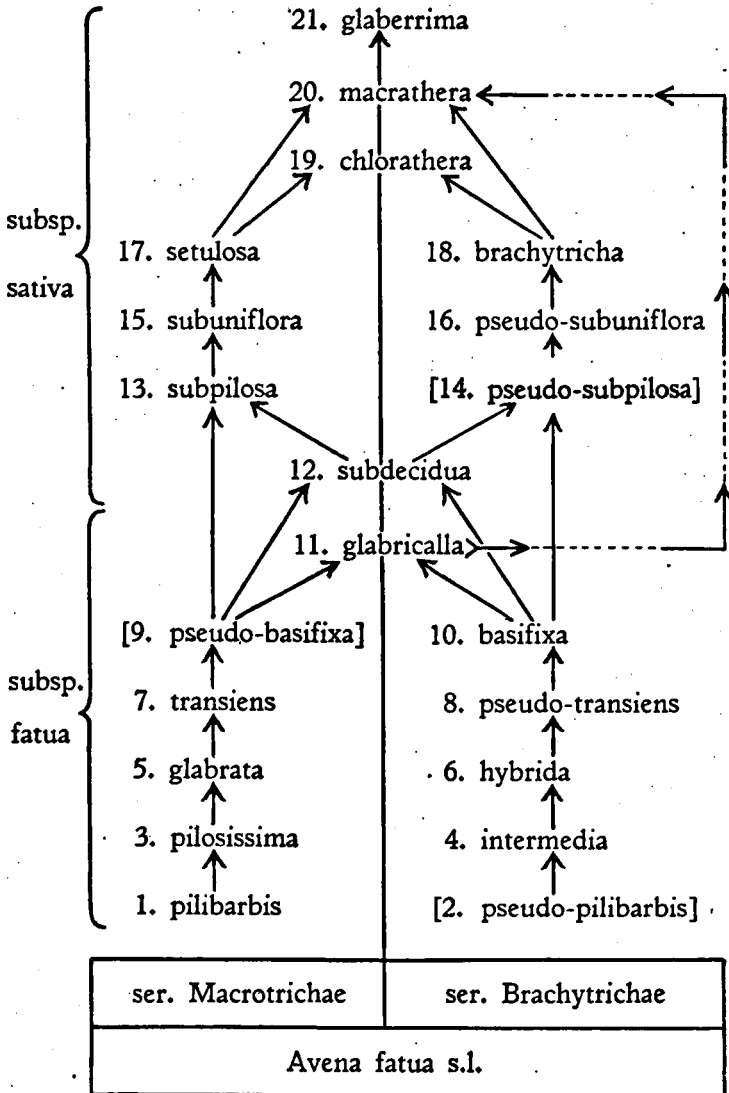 21. glaberrima
20. macrathera
19. chlorathera
subsp.
sativa
17. setulosa
18. brachytricha
15. subuniflora
16. pseudo-subuniflora
13. subpilosa
[14. pseudo-subpilosa]
12. subdecidua
11. glabricalla
[9. pseudo-basifixa]
10. basifixa
subsp.
fatua
7. transiens
8. pseudo-transiens
5. glabrata
6. hybrida
3. pilosissima
4. intermedia
1. pilibarbis
[2. pseudo-pilibarbis]
ser. Macrotrichae
ser. Brachytrichae
Avena fatua s.l.